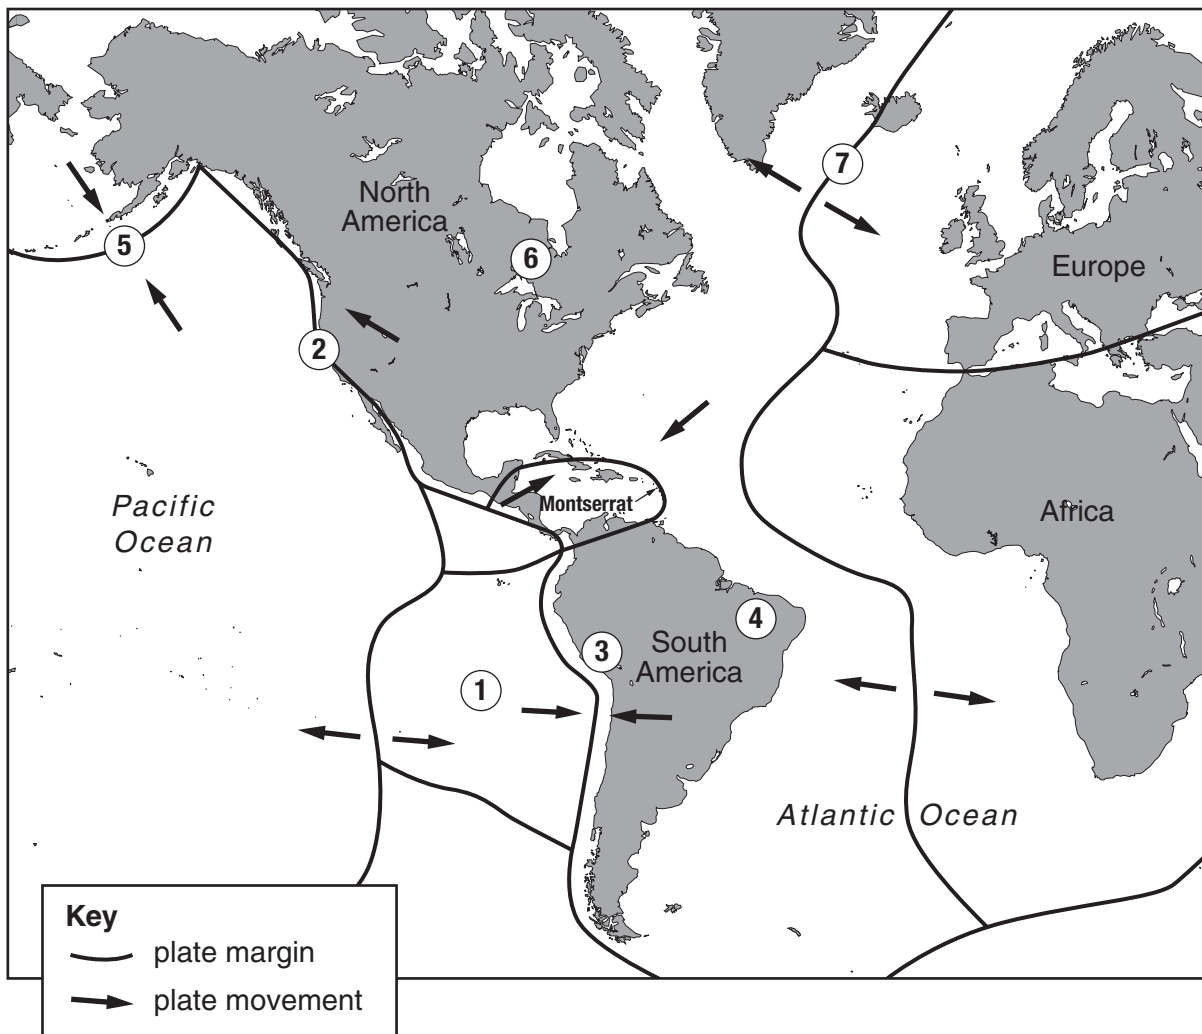 7
North
America
5
6
Europe
2
Montserrat
Pacific
Ocean
Africa
4
3
South
America
1
Atlantic Ocean
Key
plate margin
plate movement